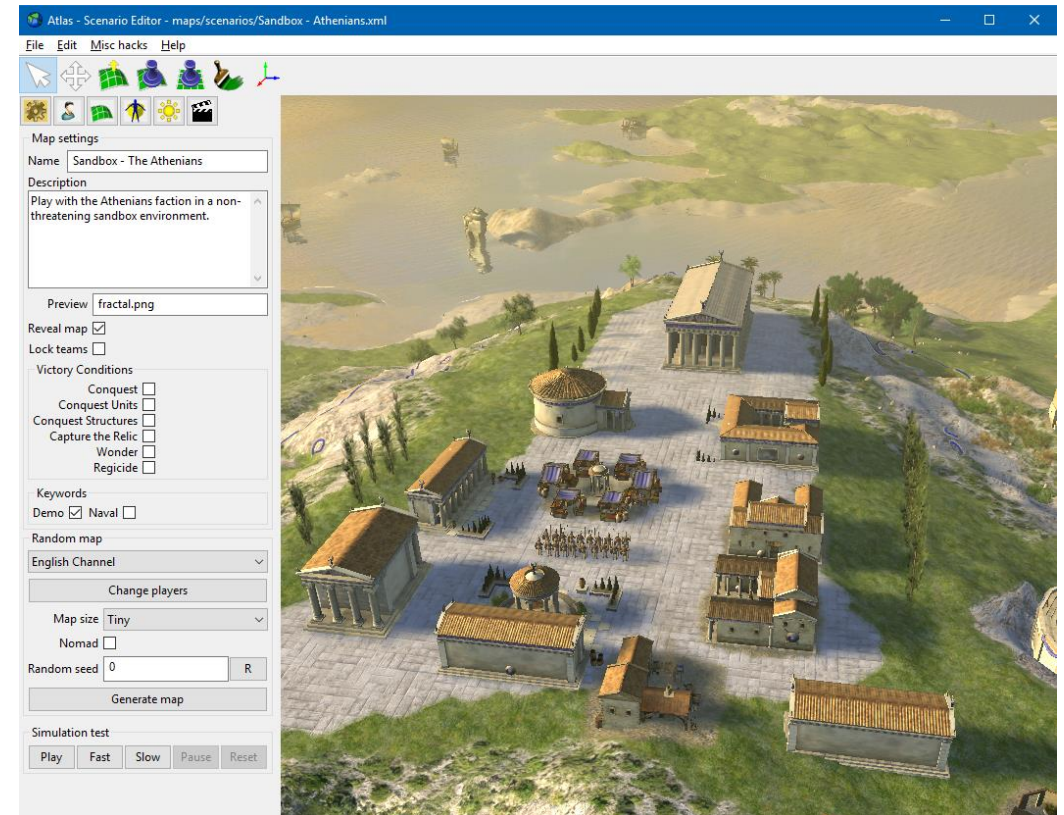 Atlas - Scenario Editor - maps/scenarios/Sandbox - Athenians.xml
File Edit Misc hacks Help
Map settings
Name Sandbox - The Athenians
Description
Play with the Athenians faction in a non-
threatening sandbox environment.
Preview fractal.png
Reveal map
Lock teams
Victory Conditions
Conquest
Conquest Units
Conquest Structures
Capture the Relic
Wonder
Regicide
Keywords
Demo Naval
Random map
English Channel
Change players
Map size Tiny
Nomad
Random seed 0 R
Generate map
Simulation test
Play Fast Slow Pause Reset